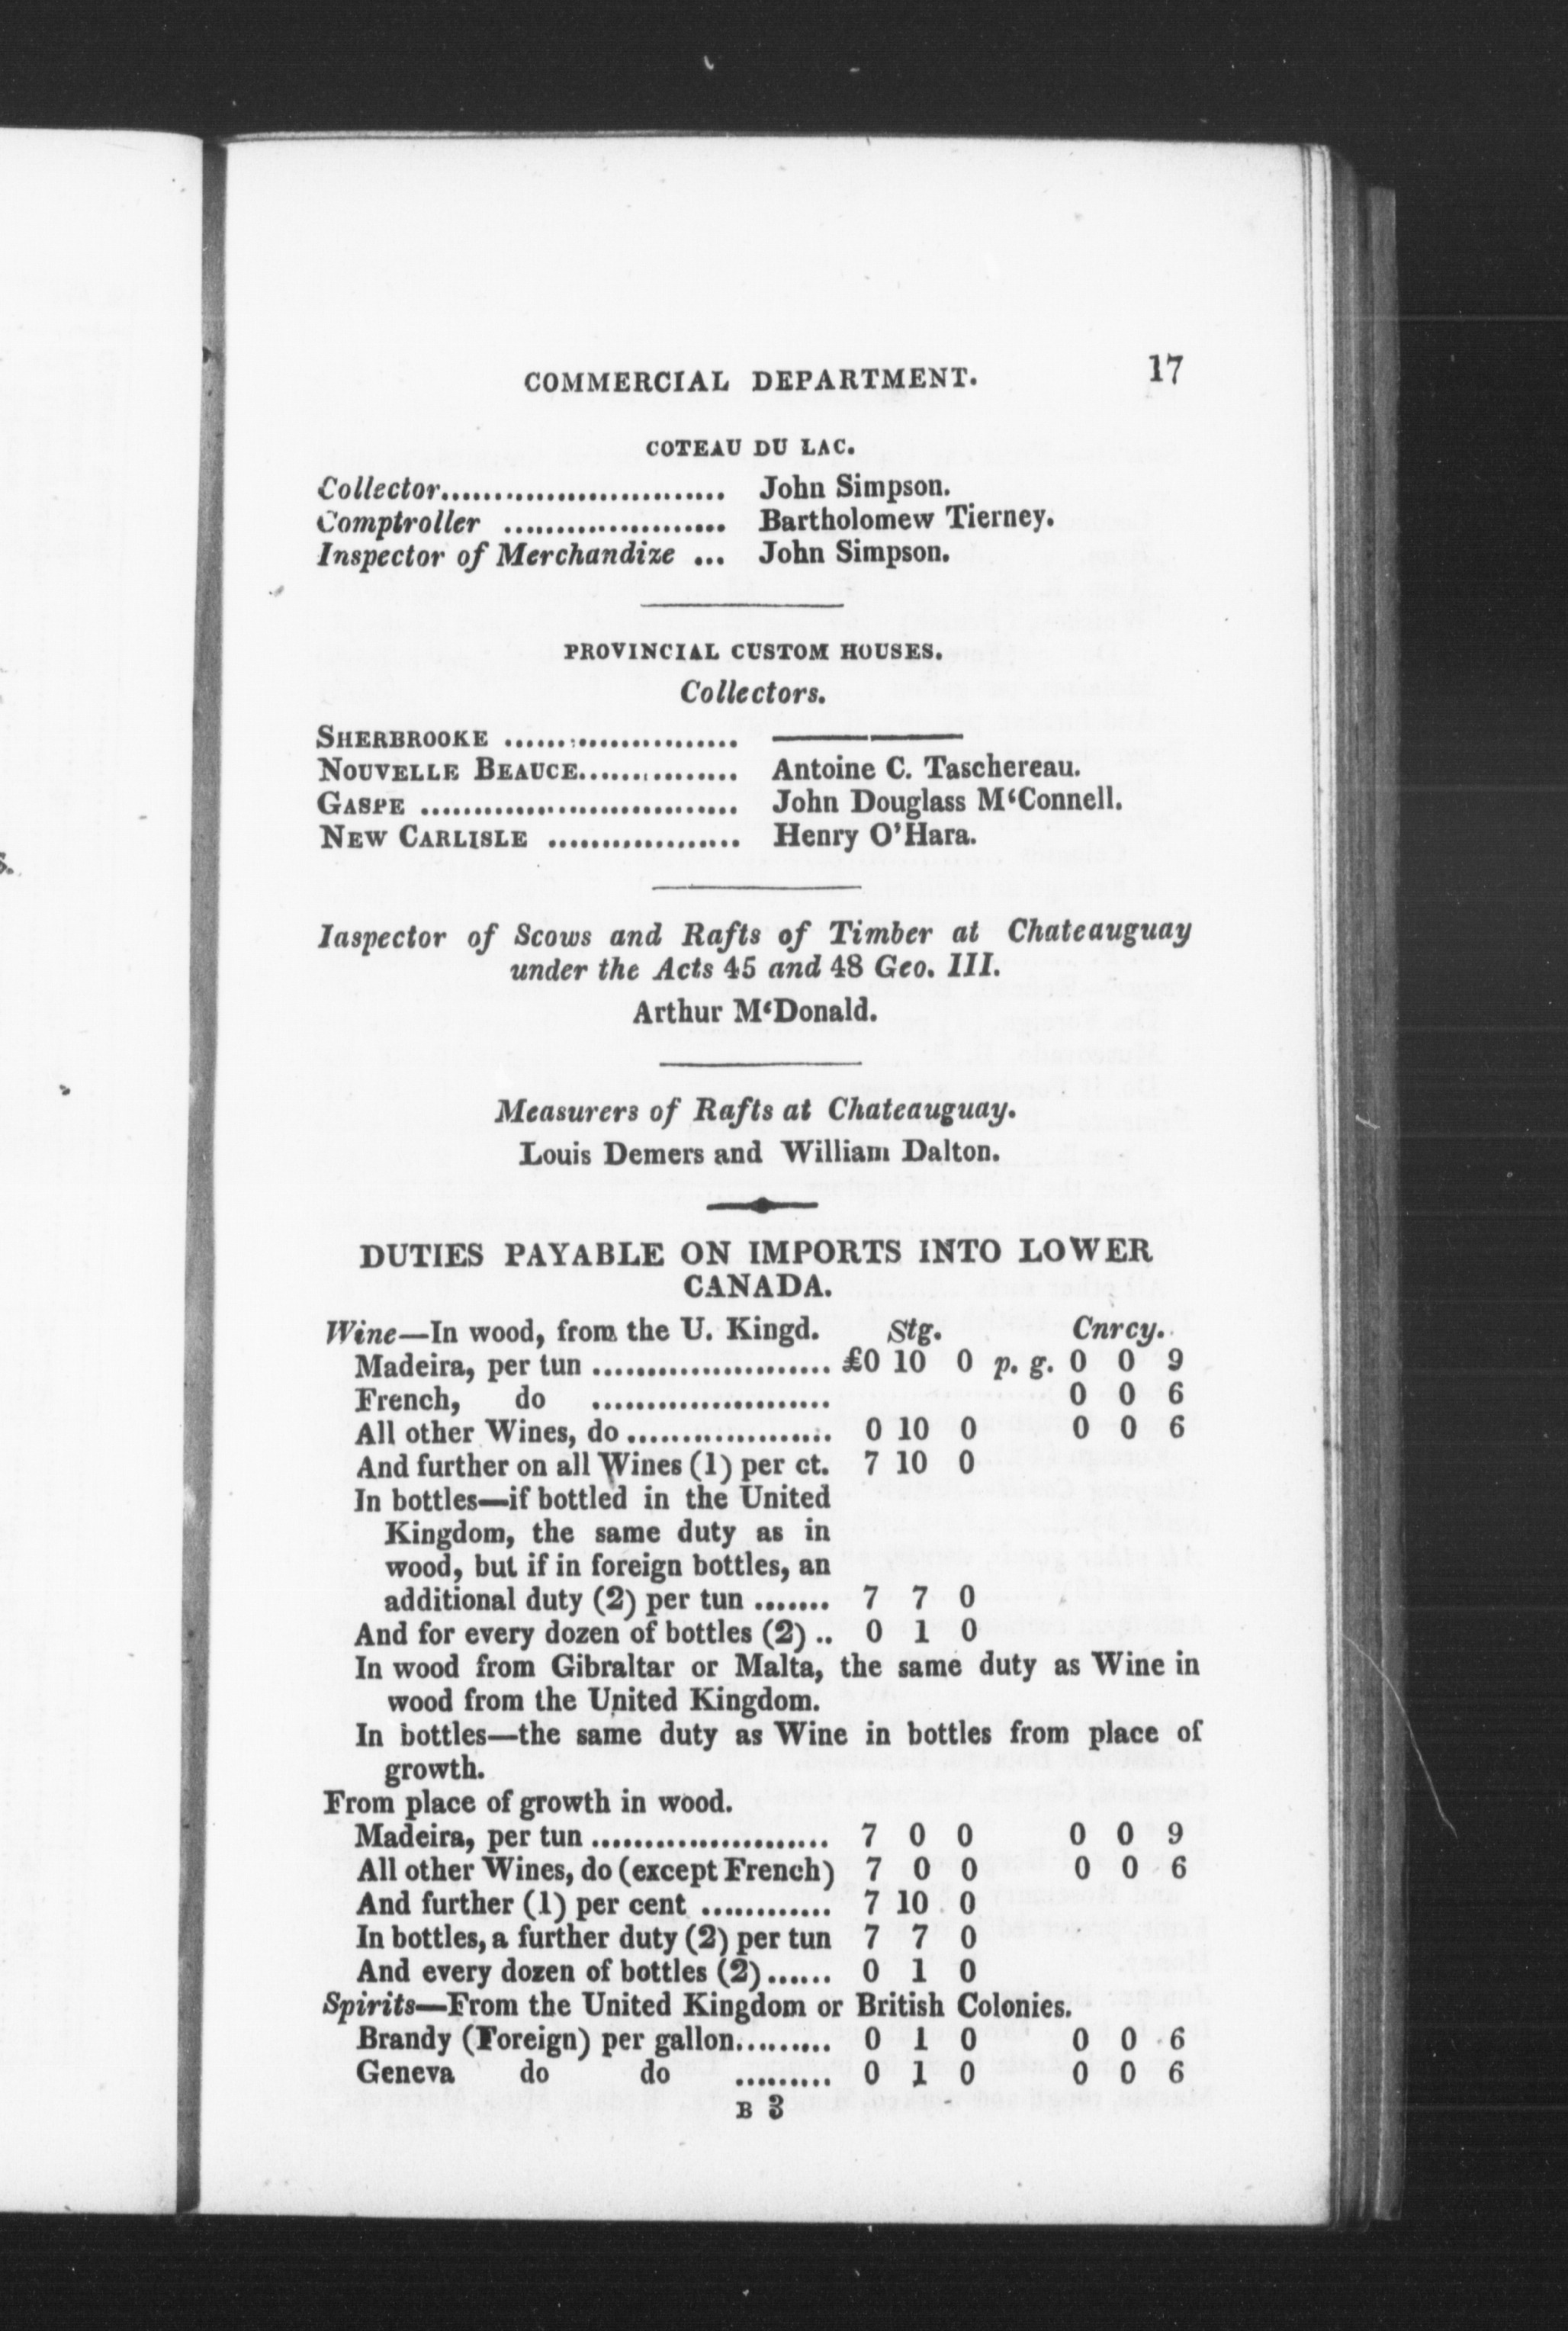 COMMERCIAL DEPARTMENT. 17
COTEAU DU LAC.
Collector........................... John Simpson.
Comptroller ..................... Bartholomew Tierney.
Inspector of Merchandize ... John Simpson.
PROVINCIAL CUSTOM HOUSES.
Collectors.
SHERBROOKE ...................... ————
NOUVELLE BEAUCE............... Antoine C. Taschereau.
GASPE .............................. John Douglass M‘Connell.
NEW CARLISLE .................. Henry O’Hara.
Iaspector of Scows and Rafts of Timber at Chateauguay
under the Acts 45 and 48 Geo. III.
Arthur M‘Donald.
Measurers of Rafts at Chateauguay.
Louis Demers and William Dalton.
DUTIES PAYABLE ON IMPORTS INTO LOWER
CANADA.
Wine—In wood, from the U. Kingd. Stg. Cnrcy.
Madeira, per tun ...................... £0 10 0 p. g. 0 0 9
French, do ...................... 0 0 6
All other Wines, do ................... 0 10 0 0 0 6
And further on all Wines (1) per ct. 7 10 0
In bottles—if bottled in the United
Kingdom, the same duty as in
wood, but if in foreign bottles, an
additional duty (2) per tun ....... 7 7 0
And for every dozen of bottles (2) .. 0 1 0
In wood from Gibraltar or Malta, the same duty as Wine in
wood from the United Kingdom.
In bottles—the same duty as Wine in bottles from place of
growth.
From place of growth in wood.
Madeira, per tun ...................... 7 0 0 0 0 9
All other Wines, do (except French) 7 0 0 0 0 6
And further (1) per cent ............ 7 10 0
In bottles, a further duty (2) per tun 7 7 0
And every dozen of bottles (2)...... 0 1 0
Spirits—From the United Kingdom or British Colonies.
Brandy (Foreign) per gallon......... 0 1 0 0 0 6
Geneva do do ......... 0 1 0 0 0 6
B 3